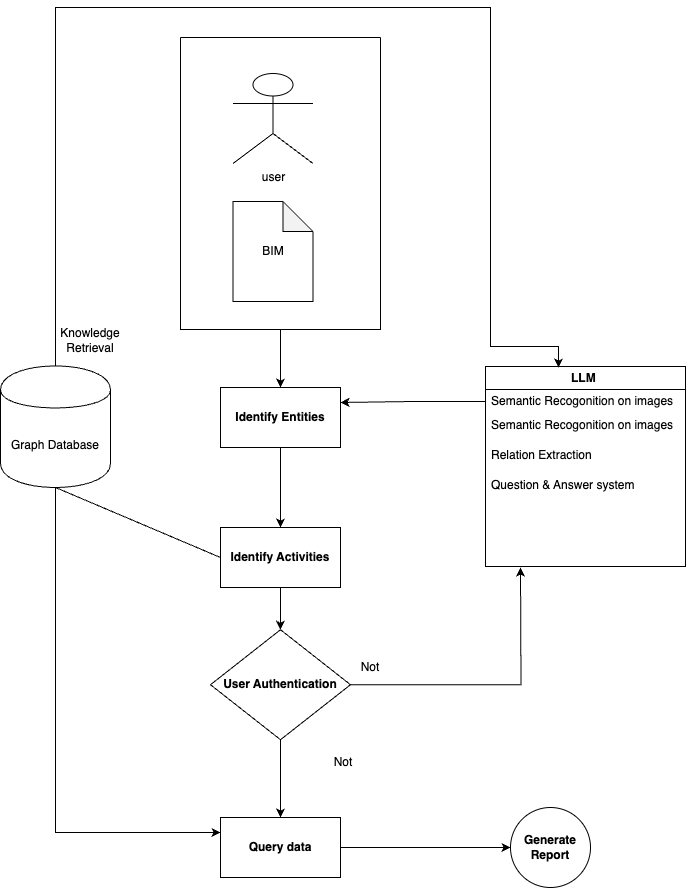 user
BIM
Knowledge
Retrieval
LLM
Semantic Recogonition on images
Identify Entities
Semantic Recogonition on images
Graph Database
Relation Extraction
Question & Answer system
Identify Activities
Not
User Authentication
Not
Query data
Generate
Report